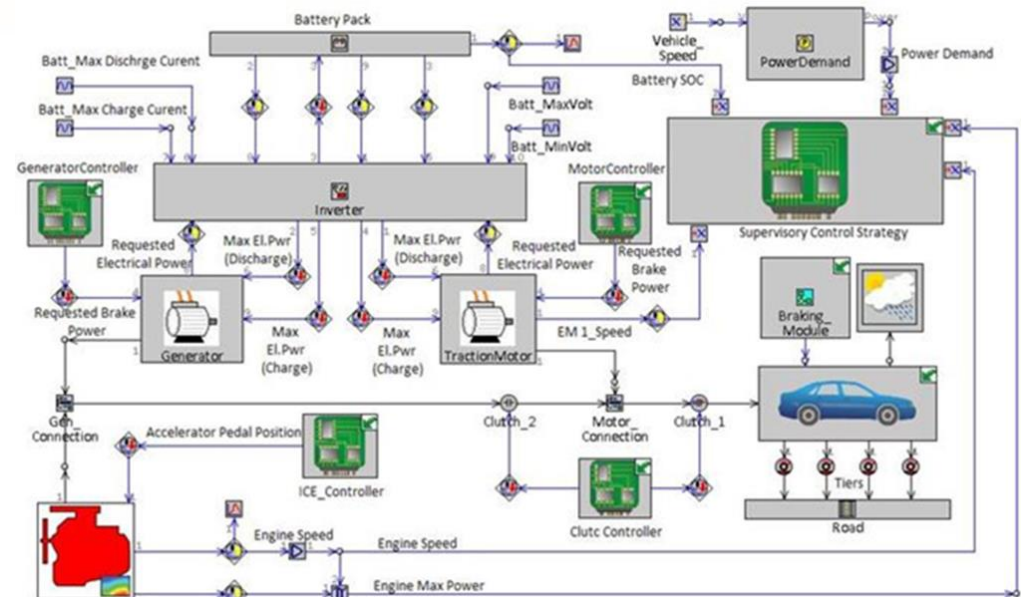 Battery Pack
Vehicle_
Speed
Power
PowerDemand
Power Demand
Batt_Max Dischrge Curent
Battery SOC
Batt_Max Charge Curent
Batt_MaxVolt
Batt_MinVolt
GeneratorController
MotorController
Inverter
Supervisory Control Strategy
Requested
Electrical Power
Max El.Pwr
(Discharge)
Max El.Pwr
(Discharge)
Requested
Electrical Power
Requested
Brake
Power
Requested Brake
Power
Generator
Max
El.Pwr
(Charge)
Max
El.Pwr
(Charge)
TractionMotor
EM 1_Speed
Braking_
Module
Gen_
Connection
Clutch_2
Motor_
Connection
Clutch_1
Accelerator Pedal Position
ICE_Controller
Clutc Controller
Tiers
Road
Engine Speed
Engine Speed
Engine Max Power